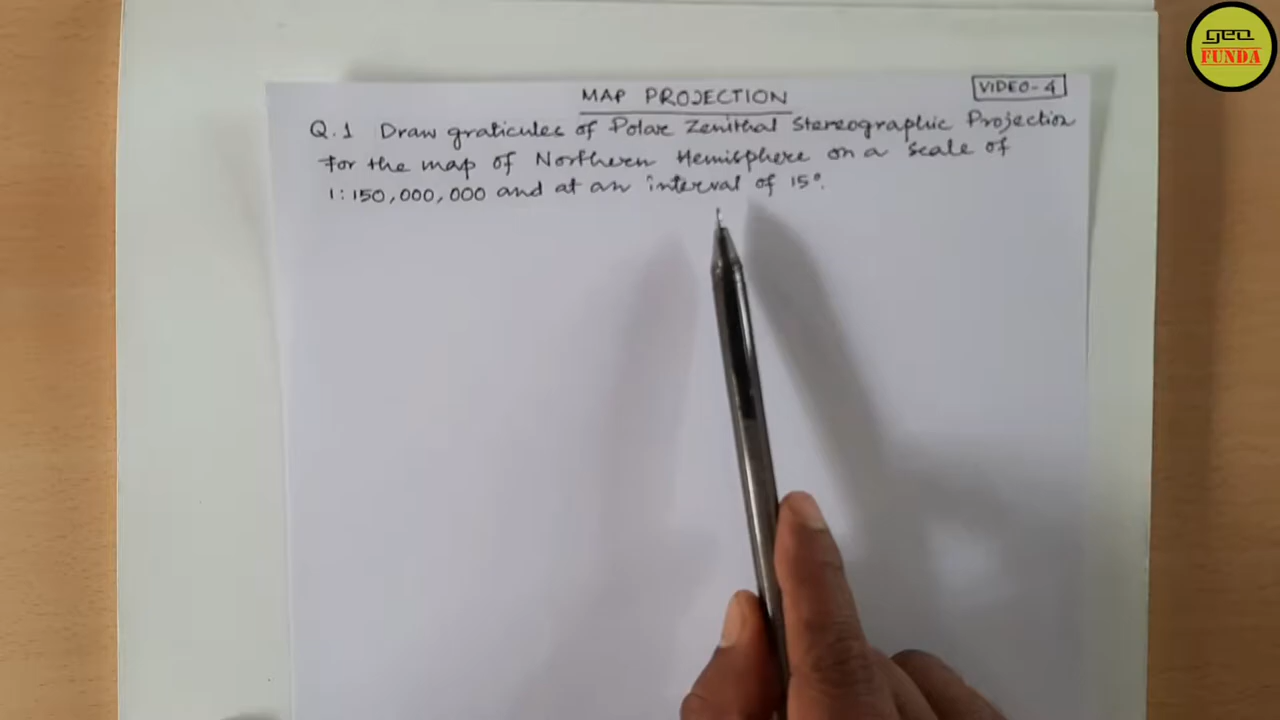 geo
FUNDA
VIDEO-4
MAP PROJECTION
Q.1 Draw graticules of Polar Zenithal Stereographic Projection
for the map of Northern Hemisphere on a scale of
1:150,000,000 and at an interval of 15°.